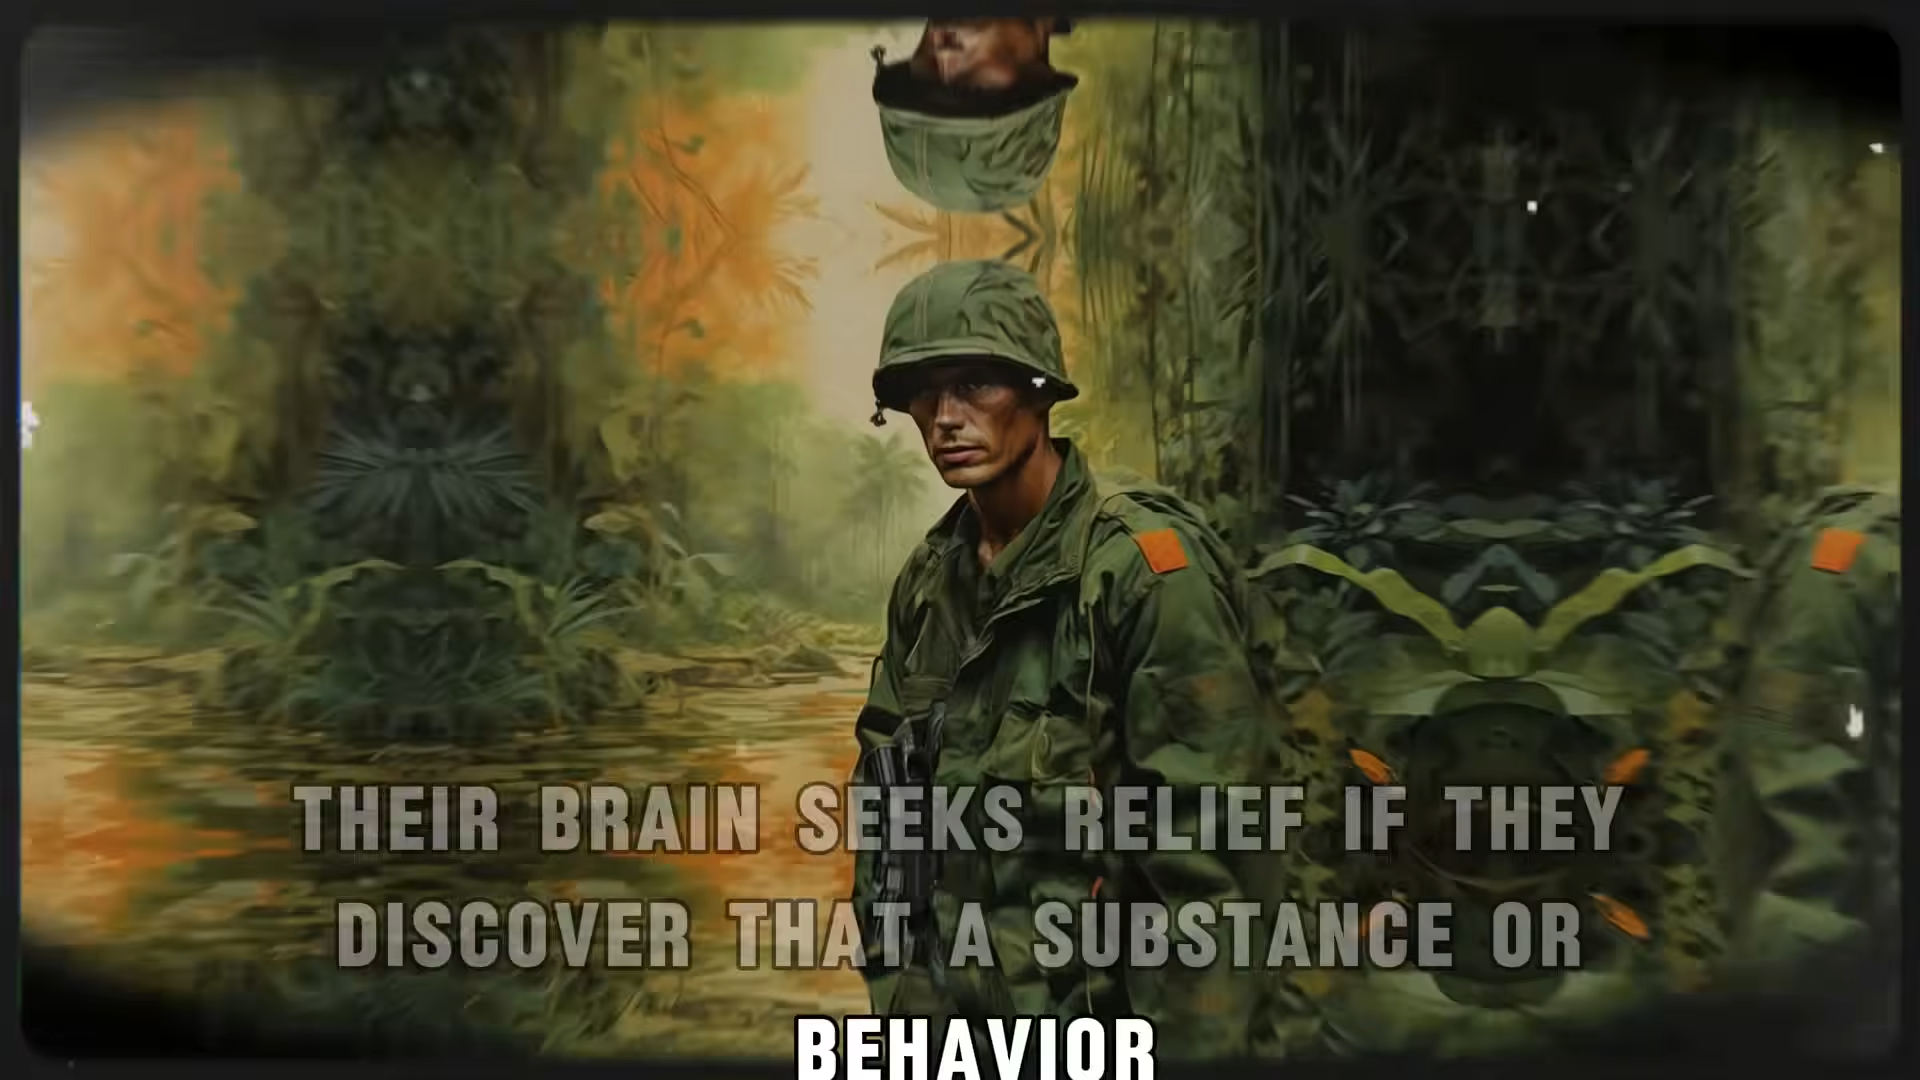 THEIR BRAIN SEEKS RELIEF IF THEY
DISCOVER THAT A SUBSTANCE OR
BEHAVIOR